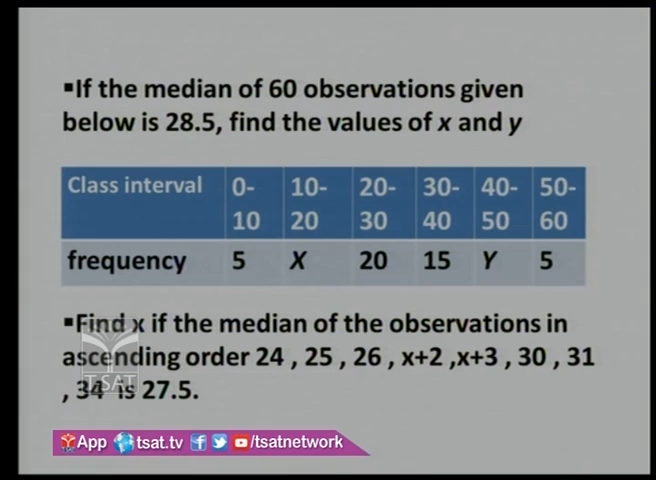 ▪If the median of 60 observations given
below is 28.5, find the values of x and y
Class interval 0-10 10-20 20-30 30-40 40-50 50-60
frequency 5 X 20 15 Y 5
▪Find x if the median of the observations in
ascending order 24 , 25 , 26 , x+2 ,x+3 , 30 , 31
, 34 is 27.5.
T-SAT
App tsat.tv /tsatnetwork